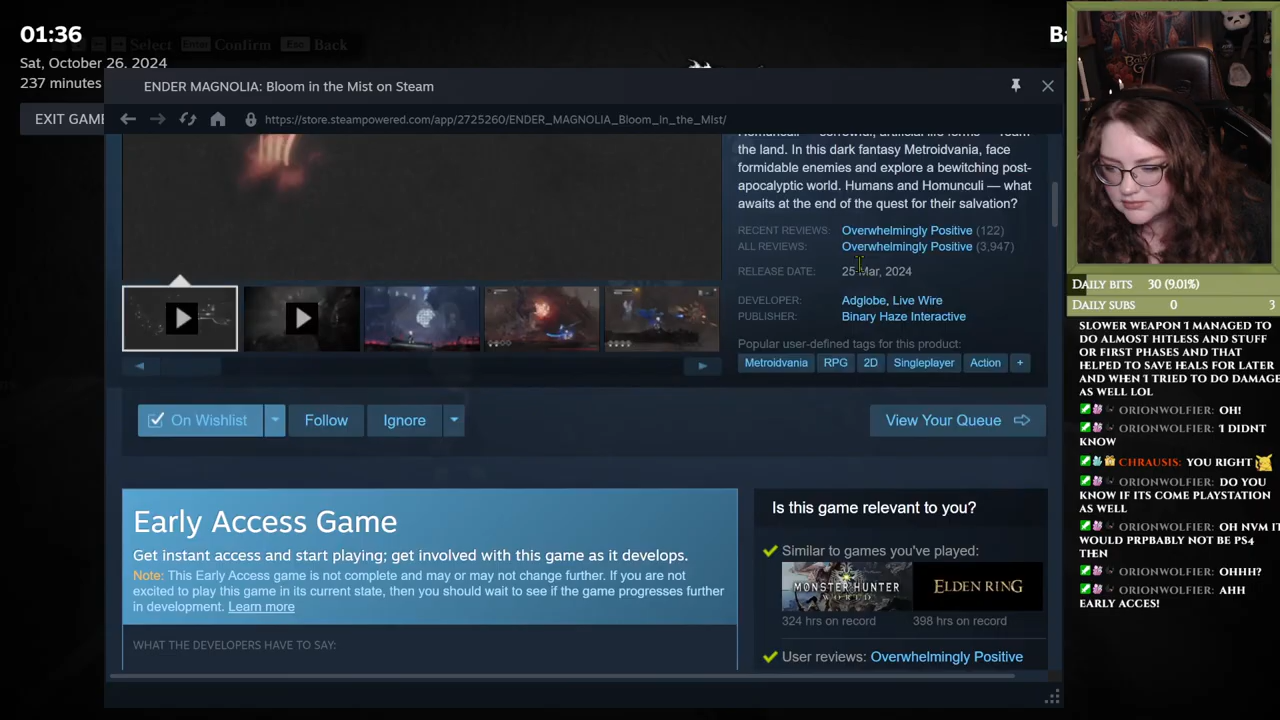 01:36
Select Enter Confirm Esc Back
Sat, October 26, 2024
237 minutes
EXIT GAME
ENDER MAGNOLIA: Bloom in the Mist on Steam
https://store.steampowered.com/app/2725260/ENDER_MAGNOLIA_Bloom_In_the_MIst/
Homunculi — sorrowful, artificial life forms — roam
the land. In this dark fantasy Metroidvania, face
formidable enemies and explore a bewitching post-
apocalyptic world. Humans and Homunculi — what
awaits at the end of the quest for their salvation?
RECENT REVIEWS: Overwhelmingly Positive (122)
ALL REVIEWS: Overwhelmingly Positive (3,947)
RELEASE DATE: 25 Mar, 2024
DEVELOPER: Adglobe, Live Wire
PUBLISHER: Binary Haze Interactive
Popular user-defined tags for this product:
Metroidvania RPG 2D Singleplayer Action +
On Wishlist Follow Ignore View Your Queue
Early Access Game
Get instant access and start playing; get involved with this game as it develops.
Note: This Early Access game is not complete and may or may not change further. If you are
not excited to play this game in its current state, then you should wait to see if the game progresses further
in development. Learn more
WHAT THE DEVELOPERS HAVE TO SAY:
Is this game relevant to you?
Similar to games you've played:
MONSTER HUNTER WORLD ELDEN RING
324 hrs on record 398 hrs on record
User reviews: Overwhelmingly Positive
Ba
DAILY BITS 30 (9.01%)
DAILY SUBS 0 3
SLOWER WEAPON I MANAGED TO
DO ALMOST HITLESS AND STUFF
OR FIRST PHASES AND THAT
HELPED TO SAVE HEALS FOR LATER
AND WHEN I TRIED TO DO DAMAGE
AS WELL LOL
ORIONWOLFIER: OH!
ORIONWOLFIER: I DIDNT
KNOW
CHRAUSIS: YOU RIGHT
ORIONWOLFIER: DO YOU
KNOW IF ITS COME PLAYSTATION
AS WELL
ORIONWOLFIER: OH NVM IT
WOULD PRPBABLY NOT BE PS4
THEN
ORIONWOLFIER: OHHH?
ORIONWOLFIER: AHH
EARLY ACCES!